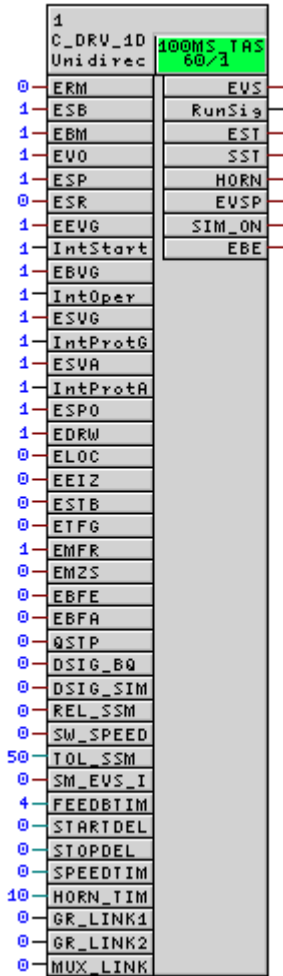 1
C_DRV_1D
Unidirec
100MS_TAS
60/1
0 ERM EVS
1 ESB RunSig
1 EBM EST
1 EVO SST
1 ESP HORN
0 ESR EVSP
1 EEVG SIM_ON
1 IntStart EBE
1 EBVG
1 IntOper
1 ESVG
1 IntProtG
1 ESVA
1 IntProtA
1 ESPO
1 EDRW
0 ELOC
0 EEIZ
0 ESTB
0 ETFG
1 EMFR
0 EMZS
0 EBFE
0 EBFA
0 QSTP
0 DSIG_BQ
0 DSIG_SIM
0 REL_SSM
0 SW_SPEED
50 TOL_SSM
0 SM_EVS_I
4 FEEDBTIM
0 STARTDEL
0 STOPDEL
0 SPEEDTIM
10 HORN_TIM
0 GR_LINK1
0 GR_LINK2
0 MUX_LINK